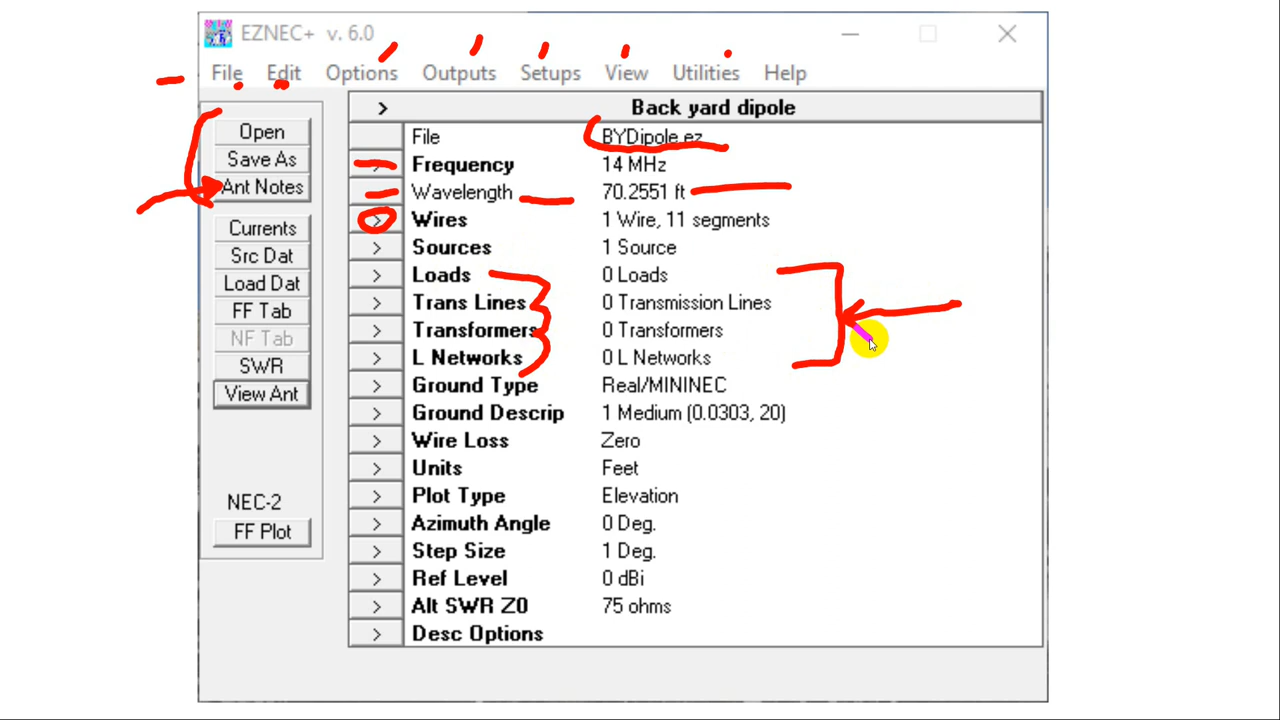 EZNEC+ v. 6.0
File Edit Options Outputs Setups View Utilities Help
Open
Save As
Ant Notes
Currents
Src Dat
Load Dat
FF Tab
NF Tab
SWR
View Ant
NEC-2
FF Plot
> Back yard dipole
File BYDipole.ez
> Frequency 14 MHz
Wavelength 70.2551 ft
> Wires 1 Wire, 11 segments
> Sources 1 Source
> Loads 0 Loads
> Trans Lines 0 Transmission Lines
> Transformers 0 Transformers
> L Networks 0 L Networks
> Ground Type Real/MININEC
> Ground Descrip 1 Medium (0.0303, 20)
> Wire Loss Zero
> Units Feet
> Plot Type Elevation
> Azimuth Angle 0 Deg.
> Step Size 1 Deg.
> Ref Level 0 dBi
> Alt SWR Z0 75 ohms
> Desc Options